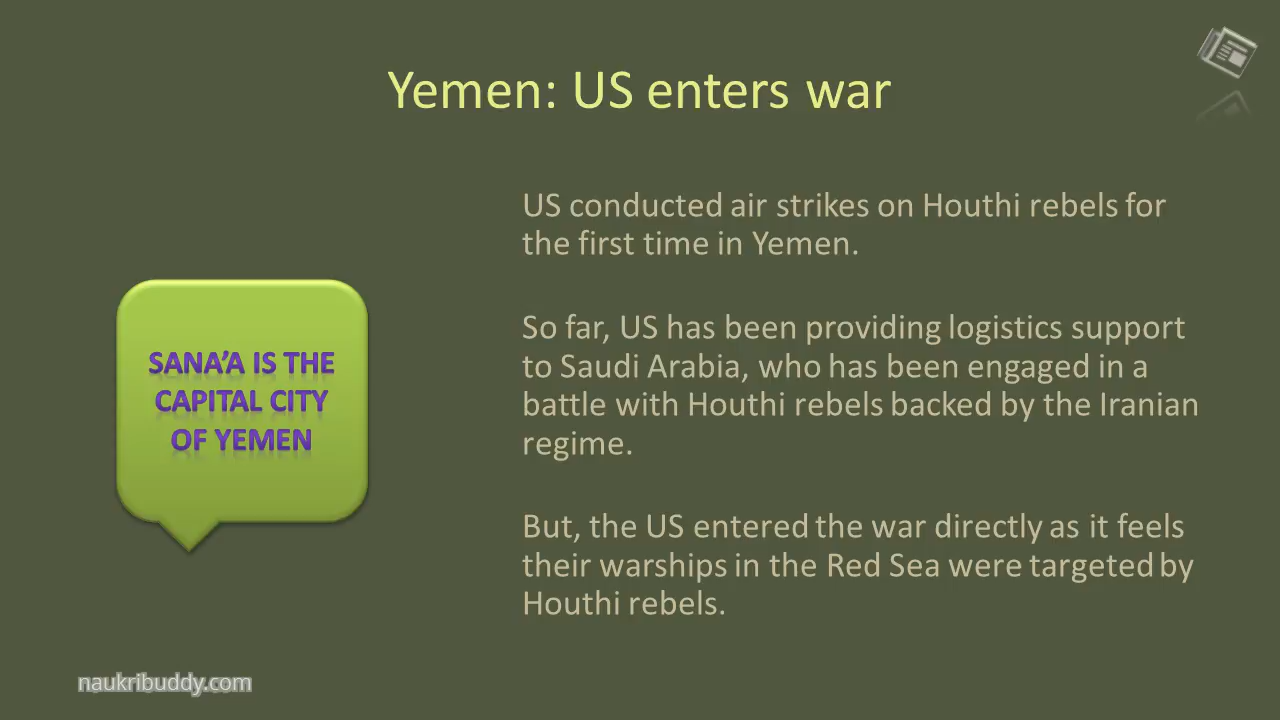 Yemen: US enters war
US conducted air strikes on Houthi rebels for
the first time in Yemen.
So far, US has been providing logistics support
to Saudi Arabia, who has been engaged in a
battle with Houthi rebels backed by the Iranian
regime.
But, the US entered the war directly as it feels
their warships in the Red Sea were targeted by
Houthi rebels.
SANA’A IS THE
CAPITAL CITY
OF YEMEN
naukribuddy.com